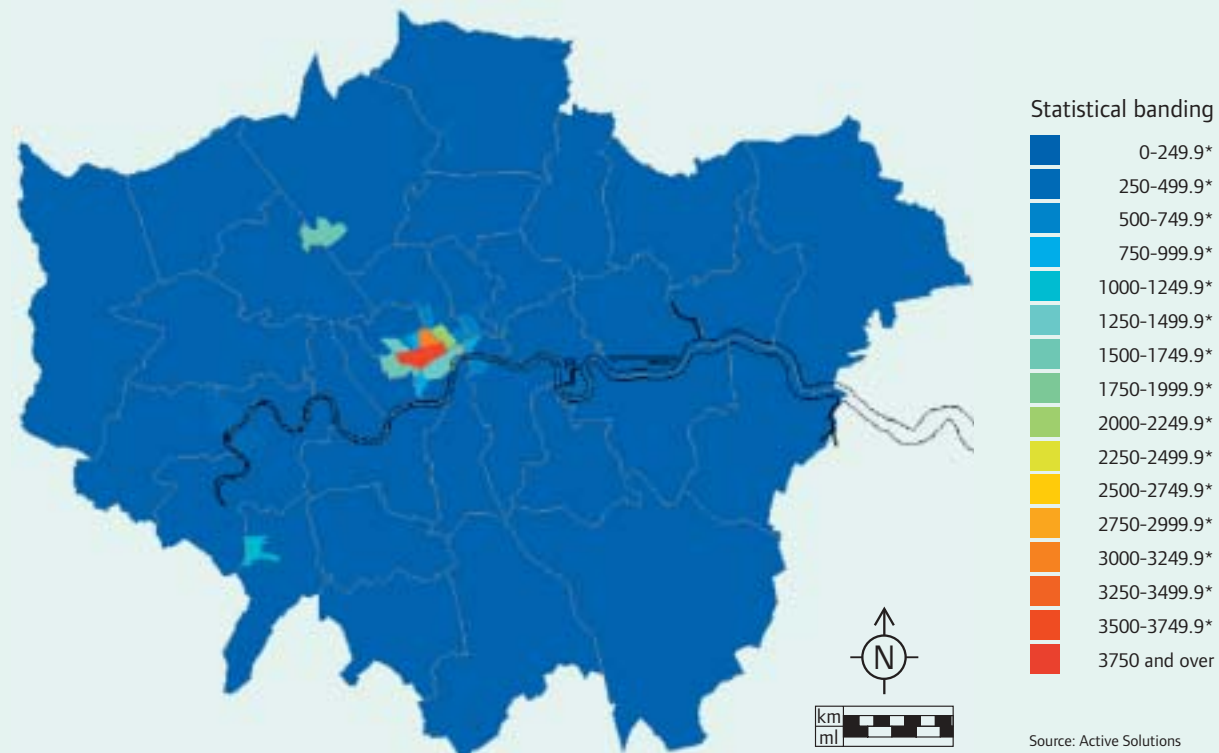 Statistical banding
0-249.9*
250-499.9*
500-749.9*
750-999.9*
1000-1249.9*
1250-1499.9*
1500-1749.9*
1750-1999.9*
2000-2249.9*
2250-2499.9*
2500-2749.9*
2750-2999.9*
3000-3249.9*
3250-3499.9*
3500-3749.9*
3750 and over
N
km
ml
Source: Active Solutions